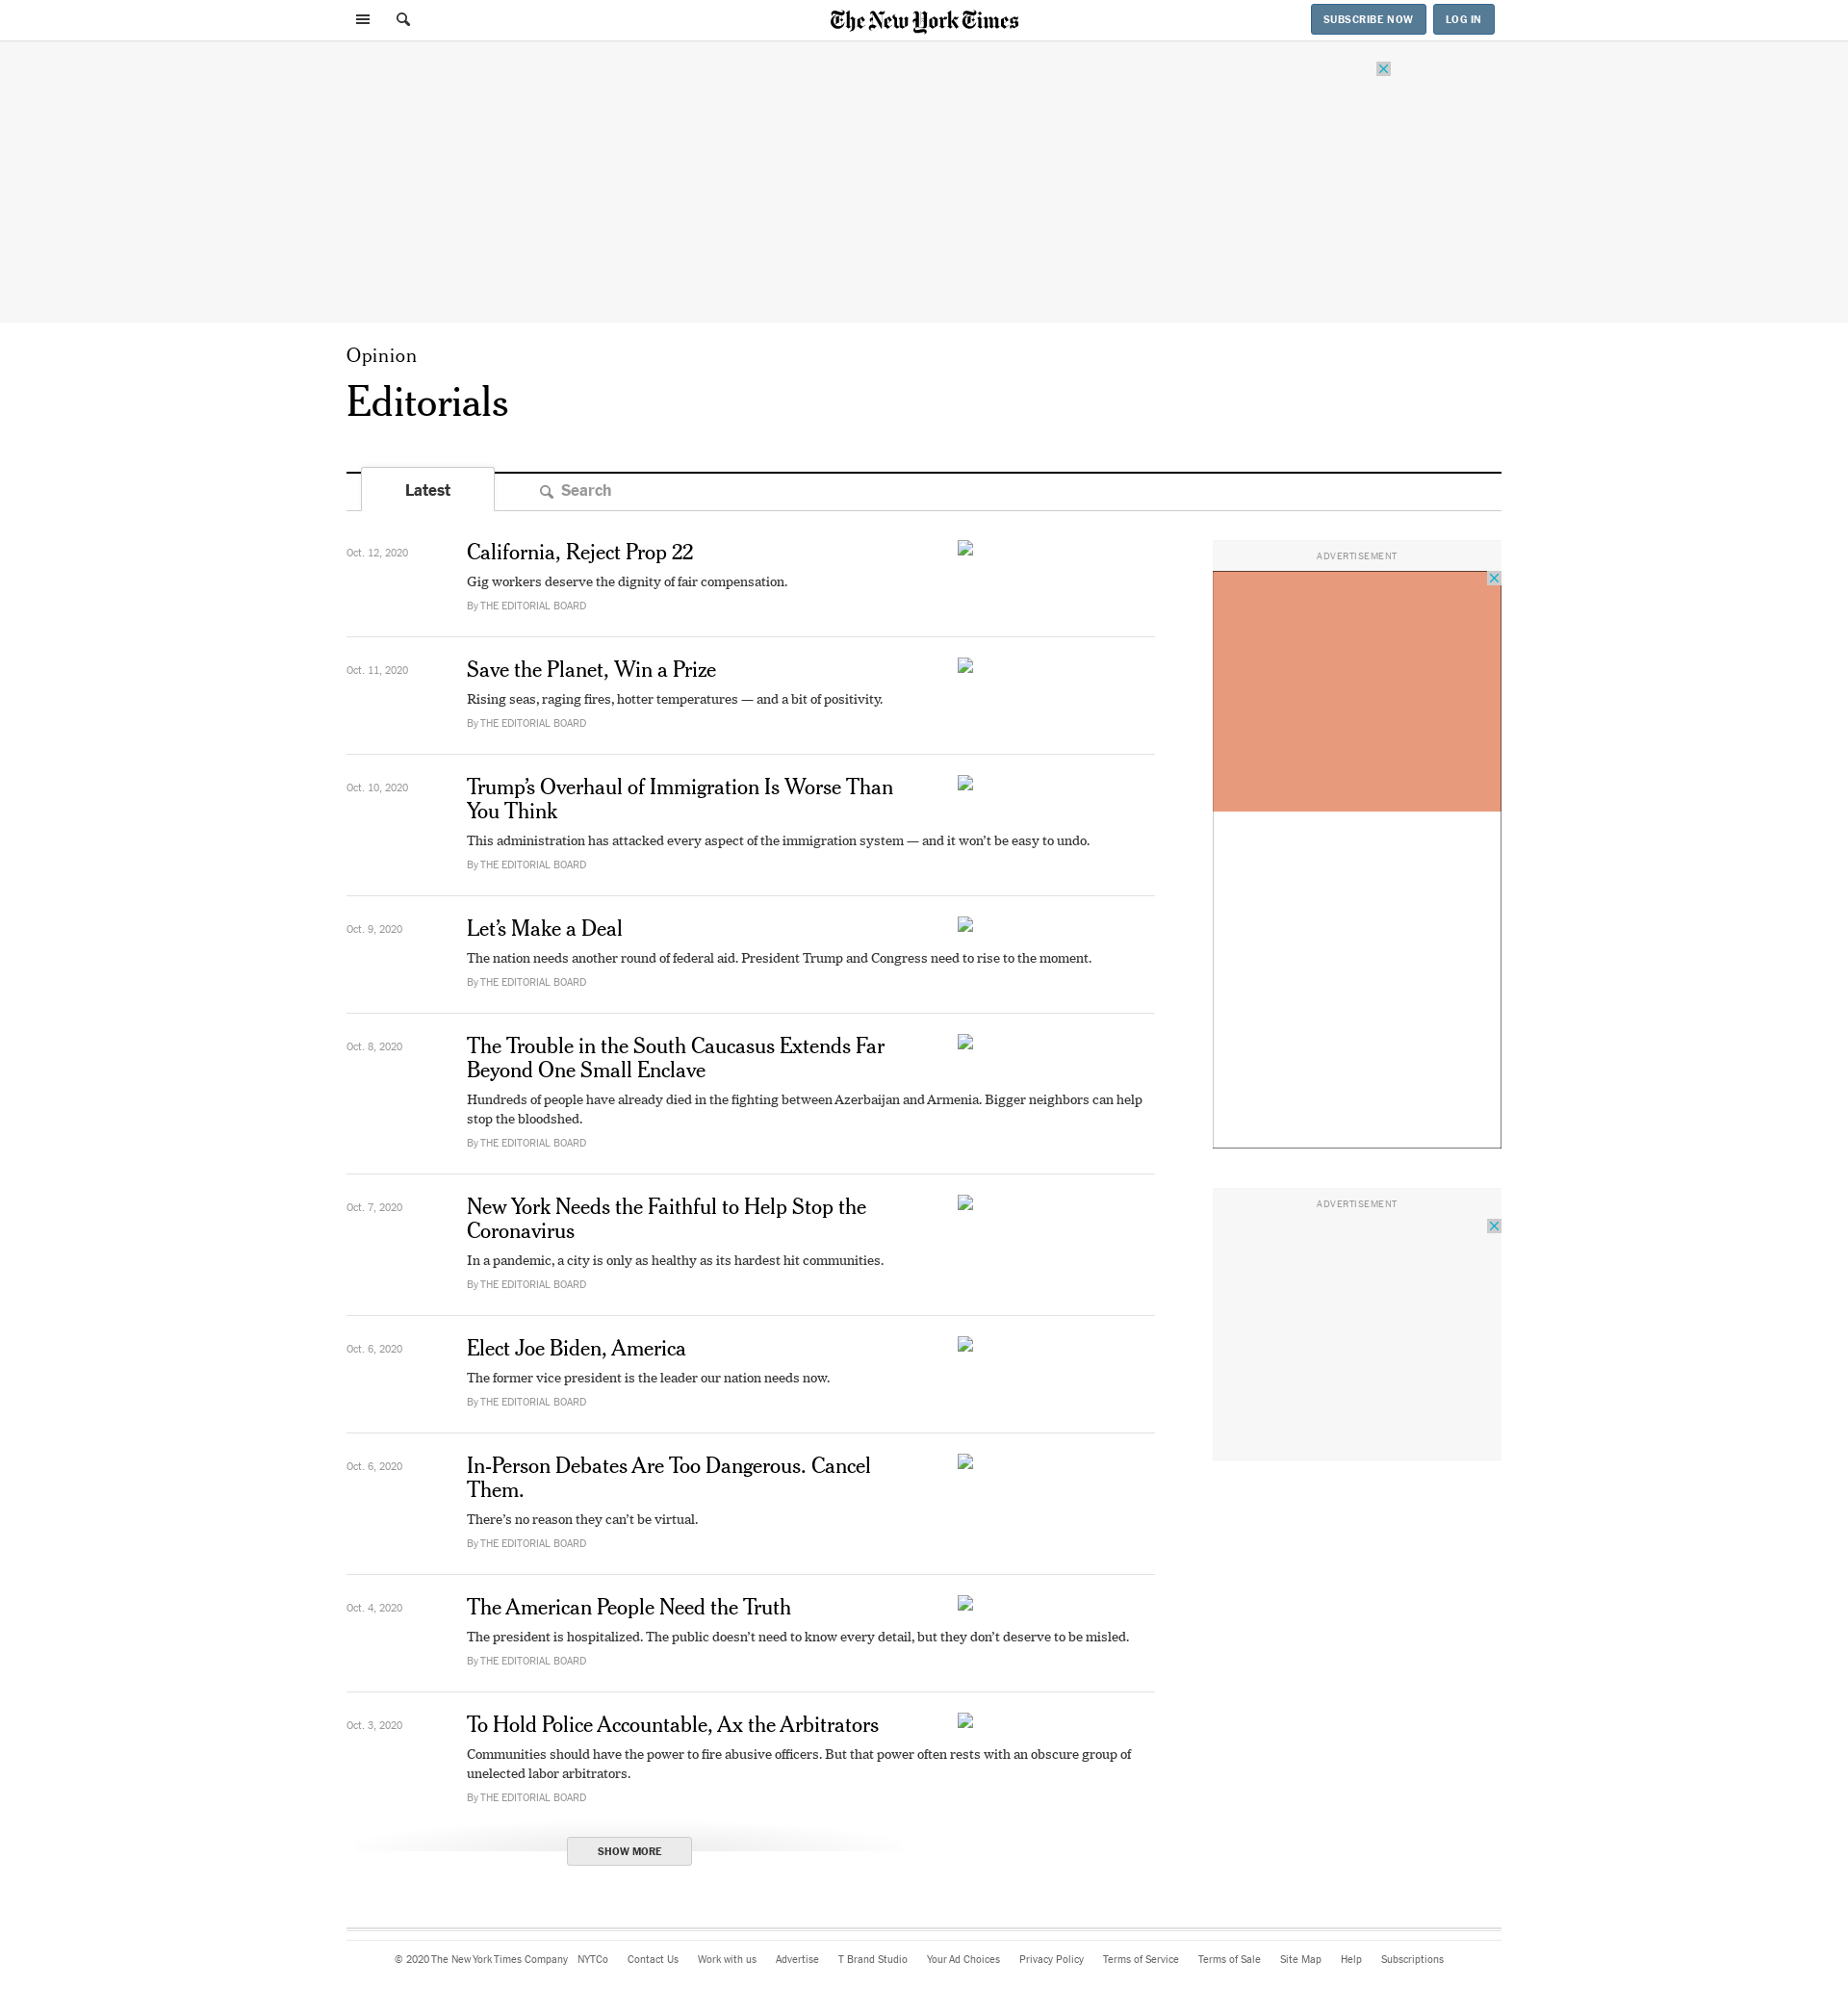 The New York Times
SUBSCRIBE NOW
LOG IN
Opinion
Editorials
Latest
Search
Oct. 12, 2020
California, Reject Prop 22
Gig workers deserve the dignity of fair compensation.
By THE EDITORIAL BOARD
ADVERTISEMENT
Oct. 11, 2020
Save the Planet, Win a Prize
Rising seas, raging fires, hotter temperatures — and a bit of positivity.
By THE EDITORIAL BOARD
Oct. 10, 2020
Trump’s Overhaul of Immigration Is Worse Than
You Think
This administration has attacked every aspect of the immigration system — and it won’t be easy to undo.
By THE EDITORIAL BOARD
Oct. 9, 2020
Let’s Make a Deal
The nation needs another round of federal aid. President Trump and Congress need to rise to the moment.
By THE EDITORIAL BOARD
Oct. 8, 2020
The Trouble in the South Caucasus Extends Far
Beyond One Small Enclave
Hundreds of people have already died in the fighting between Azerbaijan and Armenia. Bigger neighbors can help
stop the bloodshed.
By THE EDITORIAL BOARD
ADVERTISEMENT
Oct. 7, 2020
New York Needs the Faithful to Help Stop the
Coronavirus
In a pandemic, a city is only as healthy as its hardest hit communities.
By THE EDITORIAL BOARD
Oct. 6, 2020
Elect Joe Biden, America
The former vice president is the leader our nation needs now.
By THE EDITORIAL BOARD
Oct. 6, 2020
In-Person Debates Are Too Dangerous. Cancel
Them.
There’s no reason they can’t be virtual.
By THE EDITORIAL BOARD
Oct. 4, 2020
The American People Need the Truth
The president is hospitalized. The public doesn’t need to know every detail, but they don’t deserve to be misled.
By THE EDITORIAL BOARD
Oct. 3, 2020
To Hold Police Accountable, Ax the Arbitrators
Communities should have the power to fire abusive officers. But that power often rests with an obscure group of
unelected labor arbitrators.
By THE EDITORIAL BOARD
SHOW MORE
© 2020 The New York Times Company NYTCo Contact Us Work with us Advertise T Brand Studio Your Ad Choices Privacy Policy Terms of Service Terms of Sale Site Map Help Subscriptions